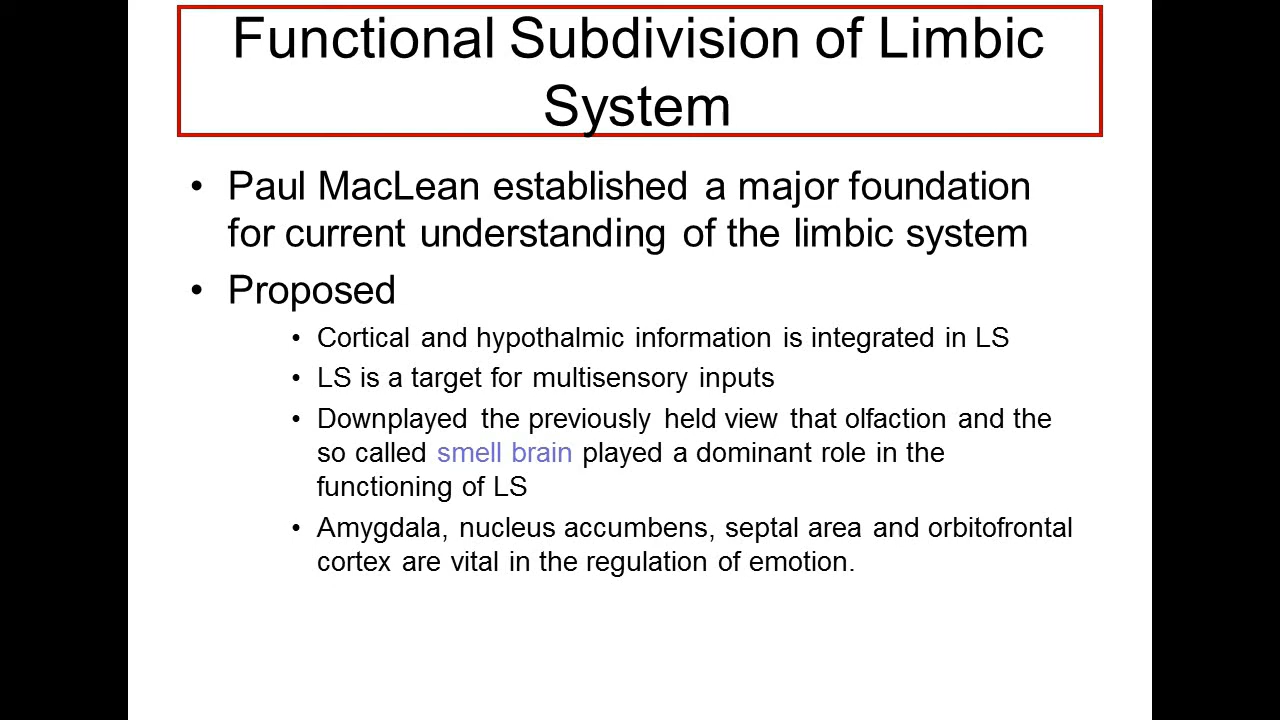 Functional Subdivision of Limbic
System
• Paul MacLean established a major foundation
for current understanding of the limbic system
• Proposed
• Cortical and hypothalmic information is integrated in LS
• LS is a target for multisensory inputs
• Downplayed the previously held view that olfaction and the
so called smell brain played a dominant role in the
functioning of LS
• Amygdala, nucleus accumbens, septal area and orbitofrontal
cortex are vital in the regulation of emotion.